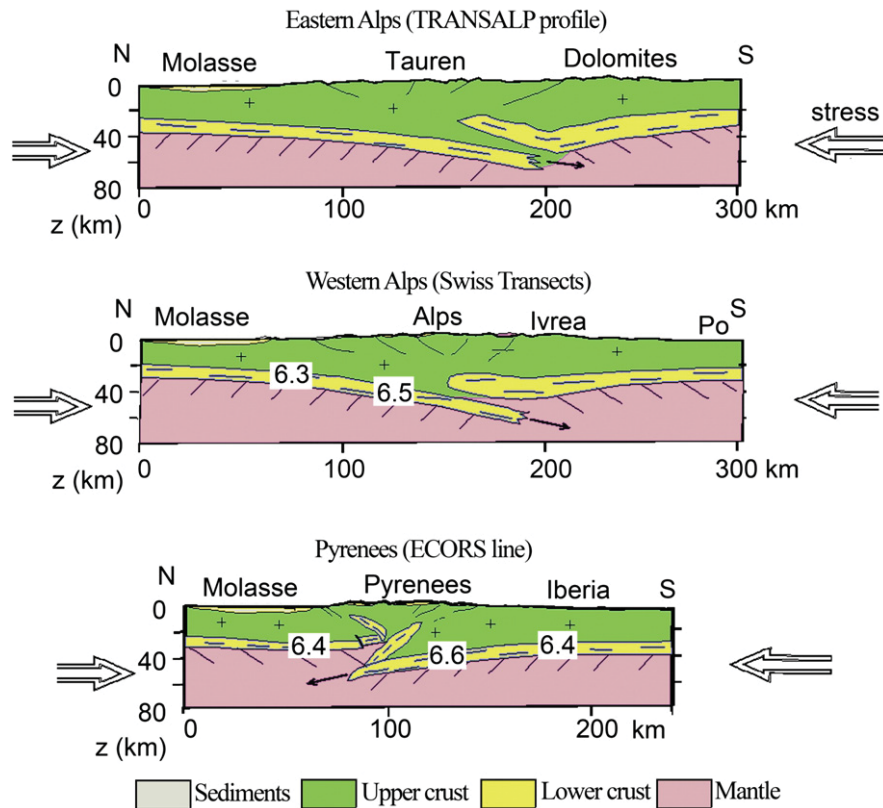 Eastern Alps (TRANSALP profile)
N S
Molasse Tauren Dolomites
0
40
80
stress
0 100 200 300 km
z (km)
Western Alps (Swiss Transects)
N S
Molasse Alps Ivrea Po
0
40
80
6.3 6.5
0 100 200 300 km
z (km)
Pyrenees (ECORS line)
N S
Molasse Pyrenees Iberia
0
40
80
6.4 6.6 6.4
0 100 200 km
z (km)
Sediments Upper crust Lower crust Mantle